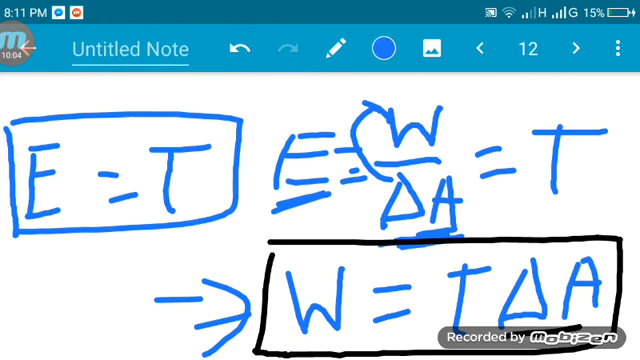 8:11 PM H G 15%
10:04 Untitled Note 12
E = T E = W/ΔA = T
⇒ W = TΔA
Recorded by mobizen